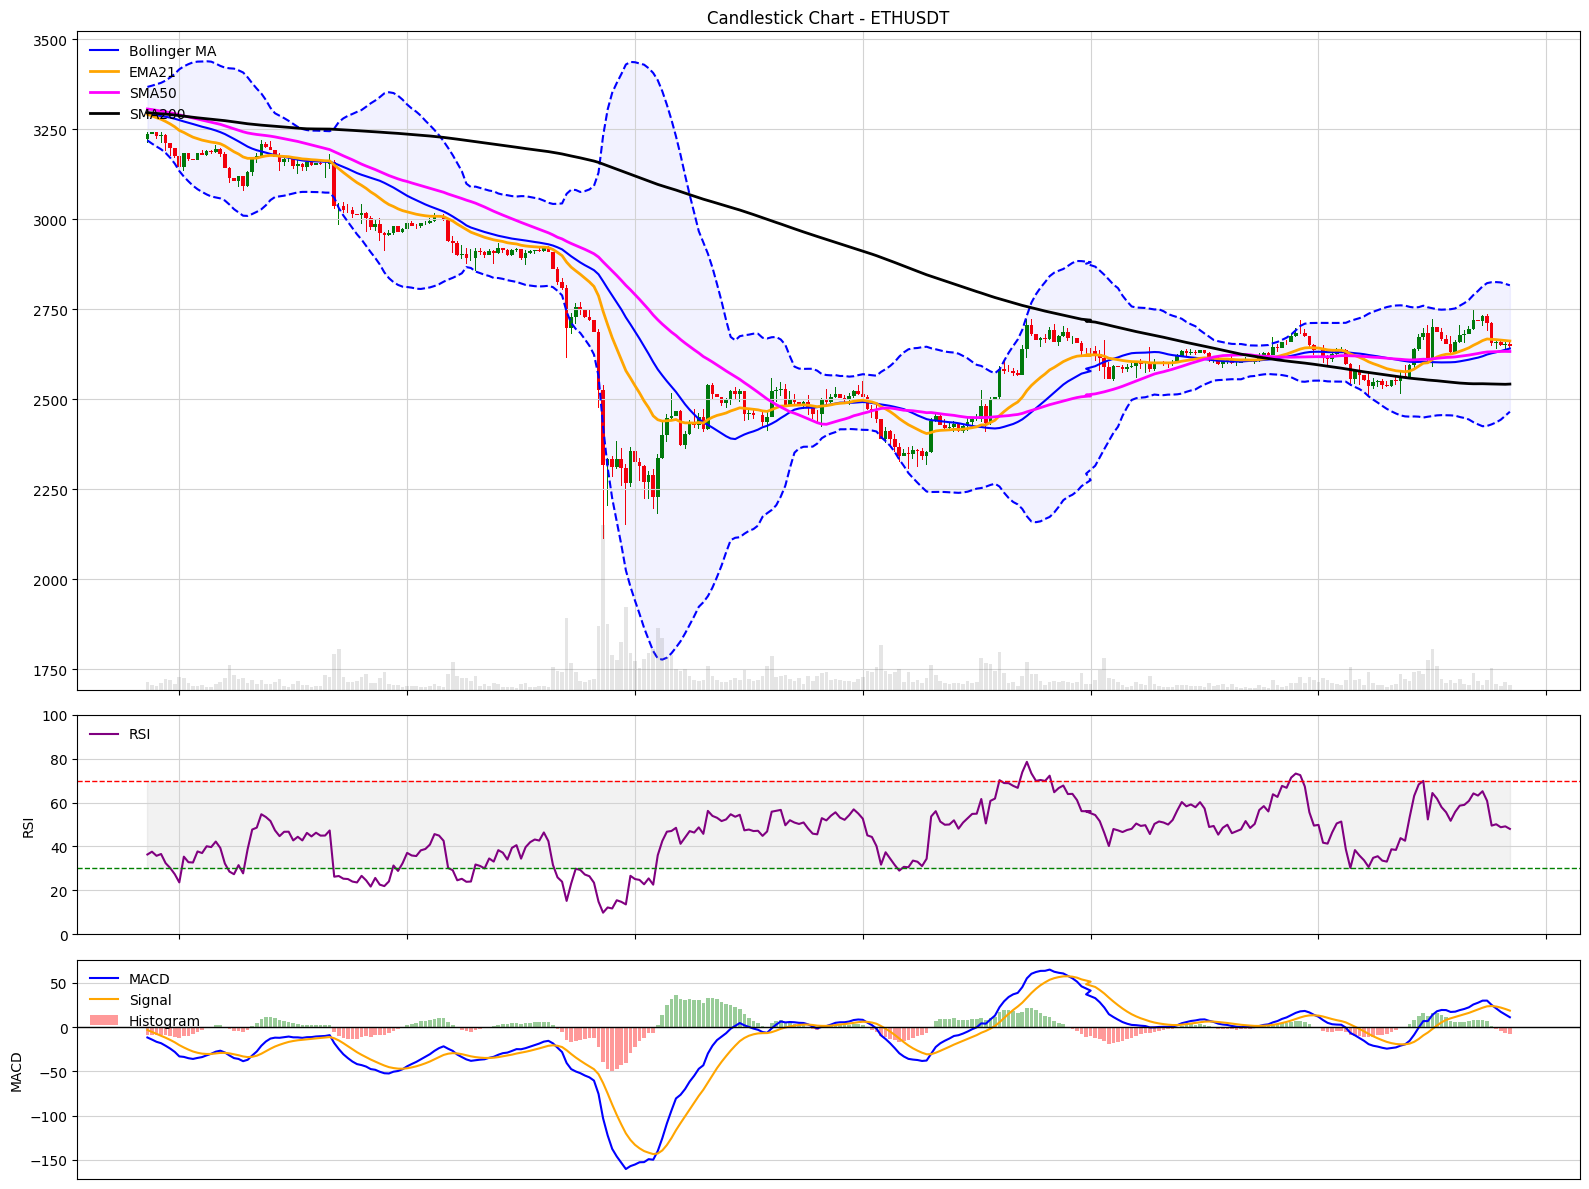 Candlestick Chart - ETHUSDT
3500
3250
3000
2750
2500
2250
2000
1750
Bollinger MA
EMA21
SMA50
SMA200
100
80
60
40
20
0
RSI
RSI
50
0
−50
−100
−150
MACD
MACD
Signal
Histogram